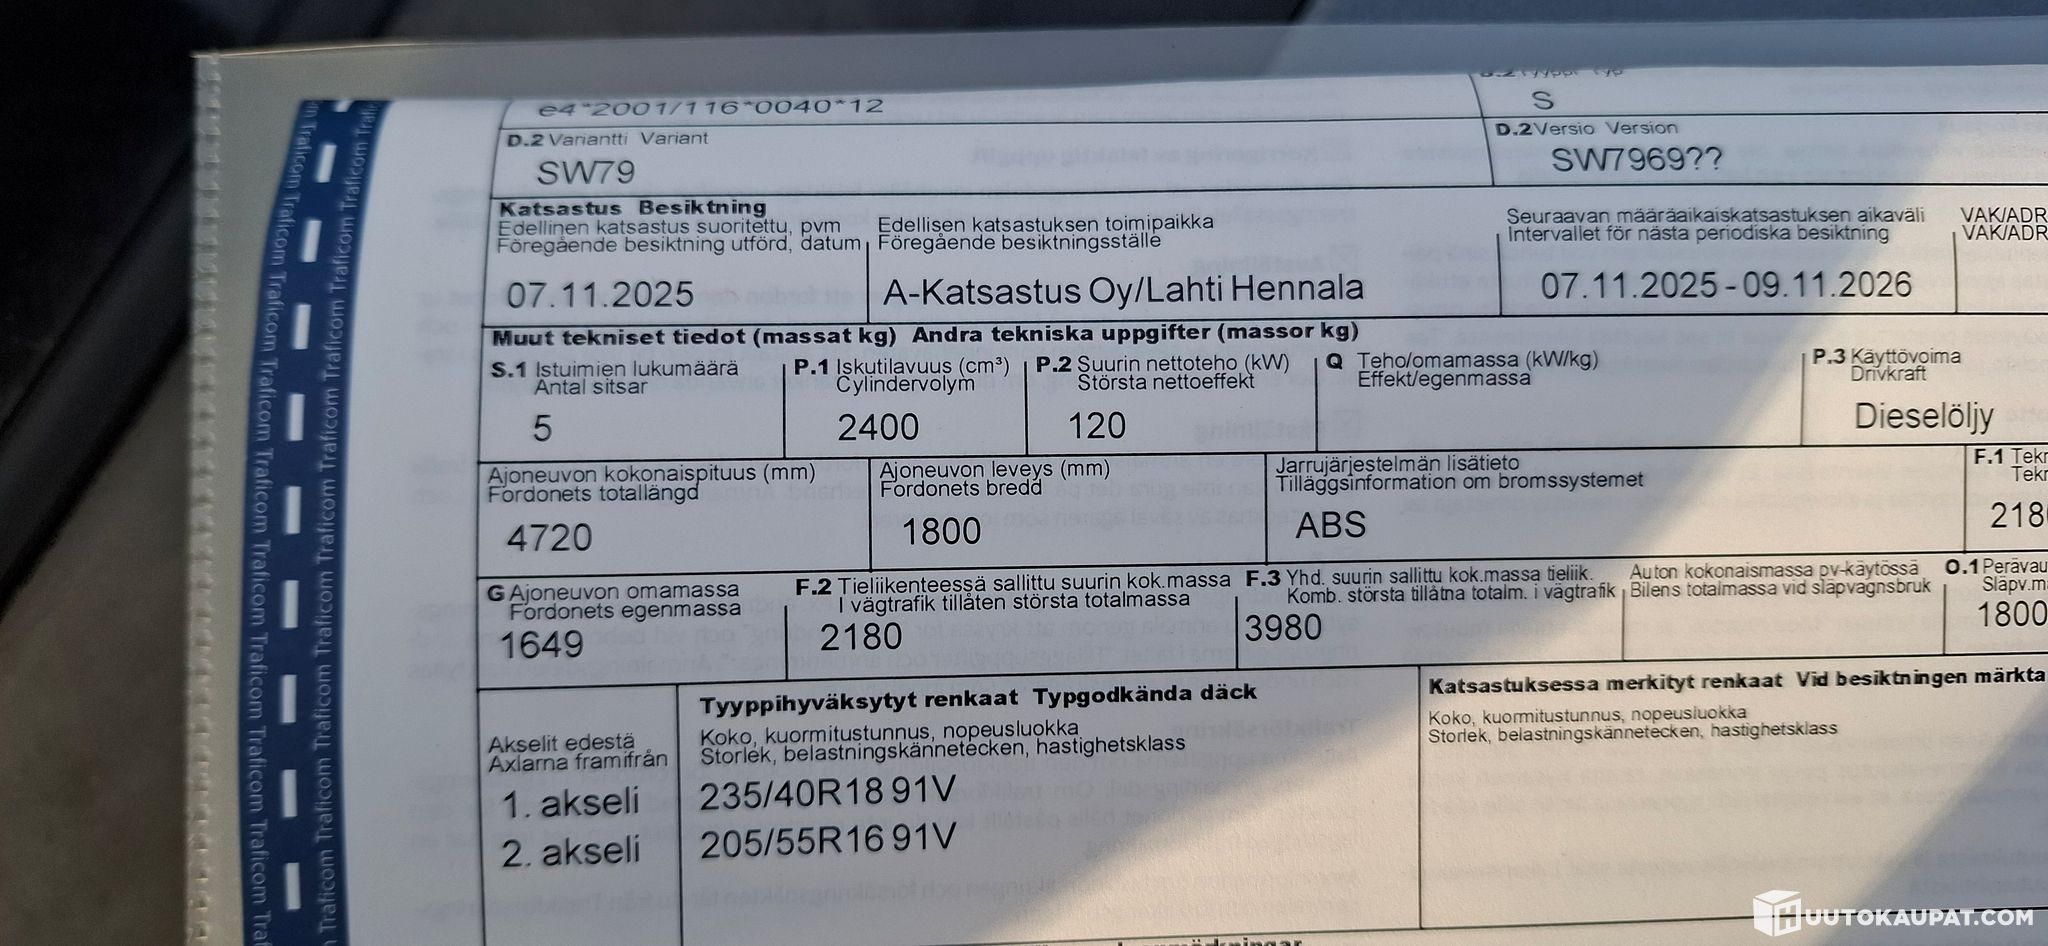 e4*2001/116*0040*12
S
D.2 Variantti Variant
SW79
D.2 Versio Version
SW7969??
Katsastus Besiktning
Edellinen katsastus suoritettu, pvm
Föregående besiktning utförd, datum
07.11.2025
Edellisen katsastuksen toimipaikka
Föregående besiktningsställe
A-Katsastus Oy/Lahti Hennala
Seuraavan määräaikaiskatsastuksen aikaväli
Intervallet för nästa periodiska besiktning
07.11.2025 - 09.11.2026
VAK/ADR
VAK/ADR
Muut tekniset tiedot (massat kg) Andra tekniska uppgifter (massor kg)
S.1 Istuimien lukumäärä
Antal sitsar
5
P.1 Iskutilavuus (cm³)
Cylindervolym
2400
P.2 Suurin nettoteho (kW)
Största nettoeffekt
120
Q Teho/omamassa (kW/kg)
Effekt/egenmassa
P.3 Käyttövoima
Drivkraft
Dieselöljy
Ajoneuvon kokonaispituus (mm)
Fordonets totallängd
4720
Ajoneuvon leveys (mm)
Fordonets bredd
1800
Jarrujärjestelmän lisätieto
Tilläggsinformation om bromssystemet
ABS
F.1 Tekn
Tekn
218
G Ajoneuvon omamassa
Fordonets egenmassa
1649
F.2 Tieliikenteessä sallittu suurin kok.massa
I vägtrafik tillåten största totalmassa
2180
F.3 Yhd. suurin sallittu kok.massa tieliik.
Komb. största tillåtna totalm. i vägtrafik
3980
Auton kokonaismassa pv-käytössä
Bilens totalmassa vid släpvagnsbruk
O.1 Perävau
Släpv.m
1800
Akselit edestä
Axlarna framifrån
1. akseli
2. akseli
Tyyppihyväksytyt renkaat Typgodkända däck
Koko, kuormitustunnus, nopeusluokka
Storlek, belastningskännetecken, hastighetsklass
235/40R18 91V
205/55R16 91V
Katsastuksessa merkityt renkaat Vid besiktningen märkta
Koko, kuormitustunnus, nopeusluokka
Storlek, belastningskännetecken, hastighetsklass
Traficom Traficom Traficom Traficom Traficom Traficom Traficom Traficom
HUUTOKAUPAT.COM